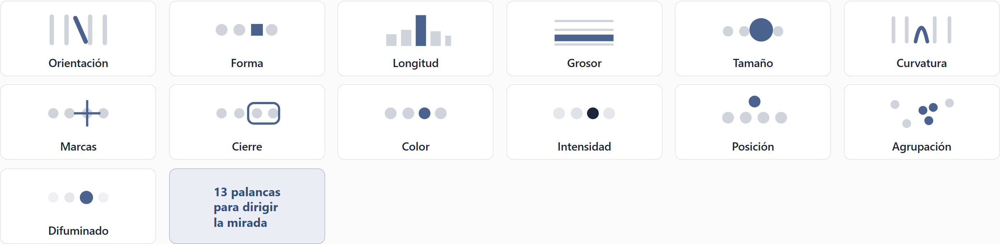 Orientación
Forma
Longitud
Grosor
Tamaño
Curvatura
Marcas
Cierre
Color
Intensidad
Posición
Agrupación
Difuminado
13 palancas
para dirigir
la mirada